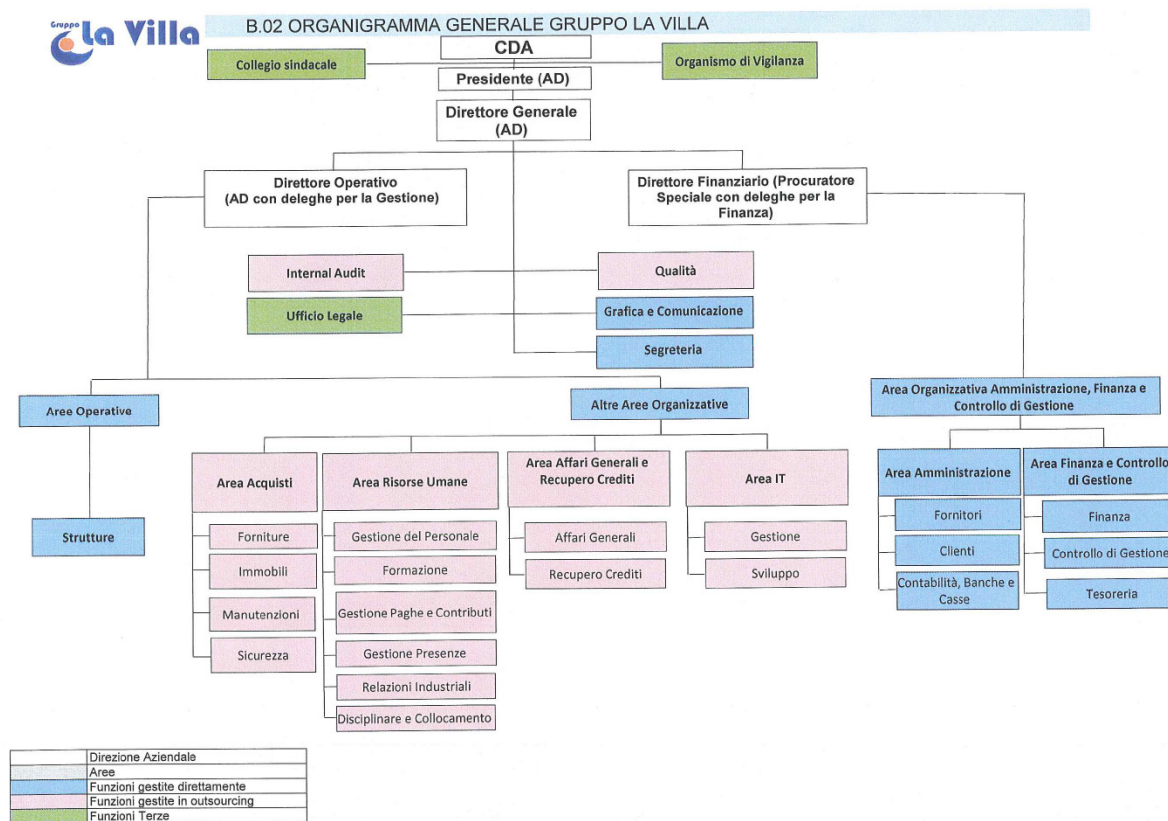 Gruppo
La Villa
B.02 ORGANIGRAMMA GENERALE GRUPPO LA VILLA
CDA
Collegio sindacale
Organismo di Vigilanza
Presidente (AD)
Direttore Generale
(AD)
Direttore Operativo
(AD con deleghe per la Gestione)
Direttore Finanziario (Procuratore
Speciale con deleghe per la
Finanza)
Internal Audit
Qualità
Ufficio Legale
Grafica e Comunicazione
Segreteria
Aree Operative
Altre Aree Organizzative
Area Organizzativa Amministrazione, Finanza e
Controllo di Gestione
Strutture
Area Acquisti
Forniture
Immobili
Manutenzioni
Sicurezza
Area Risorse Umane
Gestione del Personale
Formazione
Gestione Paghe e Contributi
Gestione Presenze
Relazioni Industriali
Disciplinare e Collocamento
Area Affari Generali e
Recupero Crediti
Affari Generali
Recupero Crediti
Area IT
Gestione
Sviluppo
Area Amministrazione
Fornitori
Clienti
Contabilità, Banche e
Casse
Area Finanza e Controllo
di Gestione
Finanza
Controllo di Gestione
Tesoreria
Direzione Aziendale
Aree
Funzioni gestite direttamente
Funzioni gestite in outsourcing
Funzioni Terze